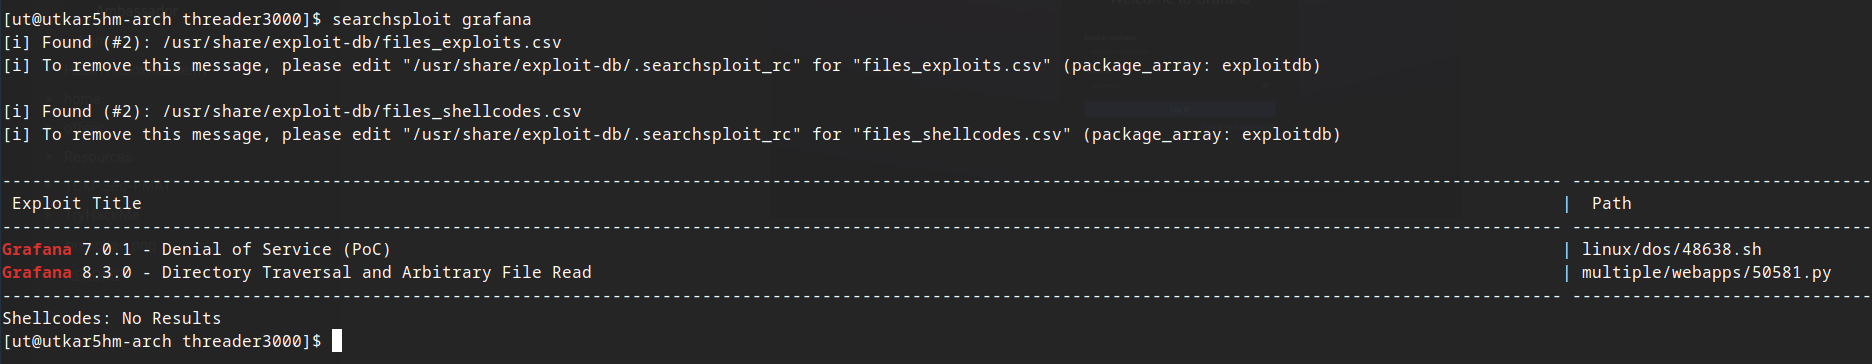 [ut@utkar5hm-arch threader3000]$ searchsploit grafana
[i] Found (#2): /usr/share/exploit-db/files_exploits.csv
[i] To remove this message, please edit "/usr/share/exploit-db/.searchsploit_rc" for "files_exploits.csv" (package_array: exploitdb)
[i] Found (#2): /usr/share/exploit-db/files_shellcodes.csv
[i] To remove this message, please edit "/usr/share/exploit-db/.searchsploit_rc" for "files_shellcodes.csv" (package_array: exploitdb)
Exploit Title | Path
Grafana 7.0.1 - Denial of Service (PoC) | linux/dos/48638.sh
Grafana 8.3.0 - Directory Traversal and Arbitrary File Read | multiple/webapps/50581.py
Shellcodes: No Results
[ut@utkar5hm-arch threader3000]$